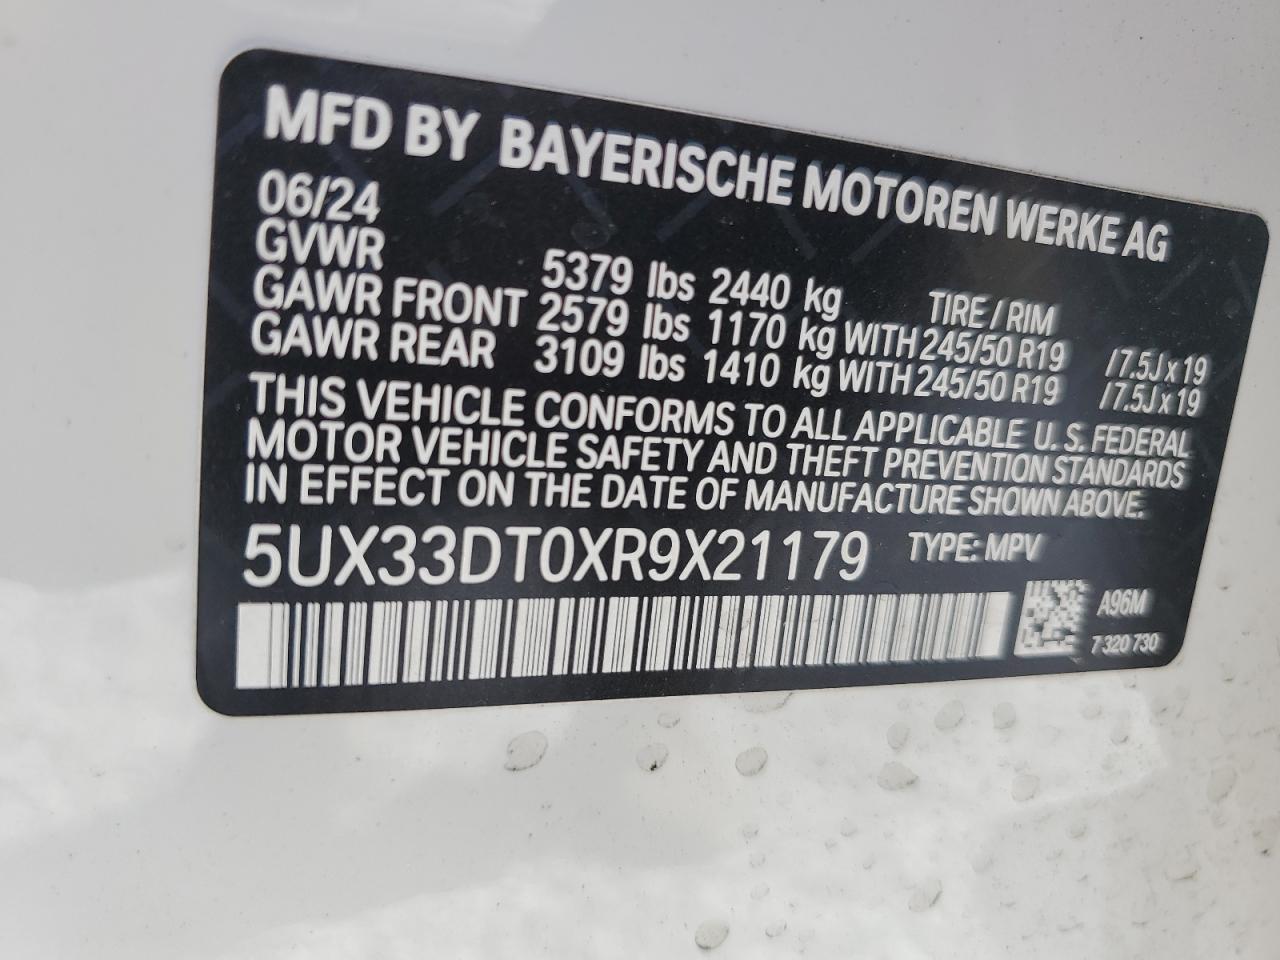 MFD BY BAYERISCHE MOTOREN WERKE AG
06/24
GVWR 5379 lbs 2440 kg TIRE / RIM
GAWR FRONT 2579 lbs 1170 kg WITH 245/50 R19 /7.5J x 19
GAWR REAR 3109 lbs 1410 kg WITH 245/50 R19 /7.5J x 19
THIS VEHICLE CONFORMS TO ALL APPLICABLE U. S. FEDERAL
MOTOR VEHICLE SAFETY AND THEFT PREVENTION STANDARDS
IN EFFECT ON THE DATE OF MANUFACTURE SHOWN ABOVE.
5UX33DT0XR9X21179 TYPE: MPV
A96M
7 320 730